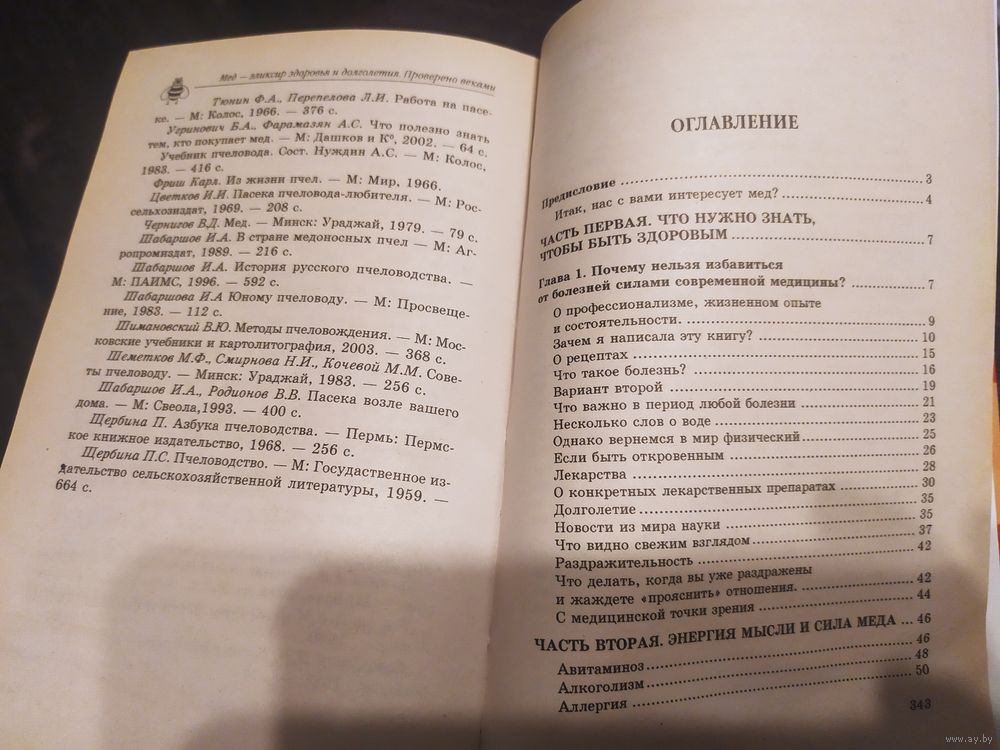 Мед — эликсир здоровья и долголетия. Проверено веками
Тюнин Ф.А., Перепелова Л.И. Работа на пасе-
ке. — М: Колос, 1966. — 376 с.
Угринович Б.А., Фарамазян А.С. Что полезно знать
тем, кто покупает мед. — М: Дашков и К°, 2002. — 64 с.
Учебник пчеловода. Сост. Нуждин А.С. — М: Колос,
1983. — 416 с.
Фриш Карл. Из жизни пчел. — М: Мир, 1966.
Цветков И.И. Пасека пчеловода-любителя. — М: Рос-
сельхозиздат, 1969. — 208 с.
Чернигов В.Д. Мед. — Минск: Ураджай, 1979. — 79 с.
Шабаршов И.А. В стране медоносных пчел — М: Аг-
ропромиздат, 1989. — 216 с.
Шабаршов И.А. История русского пчеловодства. —
М: ПАИМС, 1996. — 592 с.
Шабаршова И.А Юному пчеловоду. — М: Просвеще-
ние, 1983. — 112 с.
Шимановский В.Ю. Методы пчеловождения. — М: Мос-
ковские учебники и картолитография, 2003. — 368 с.
Шеметков М.Ф., Смирнова Н.И., Кочевой М.М. Сове-
ты пчеловоду. — Минск: Ураджай, 1983. — 256 с.
Шабаршов И.А., Родионов В.В. Пасека возле вашего
дома. — М: Свеола,1993. — 400 с.
Щербина П. Азбука пчеловодства. — Пермь: Пермс-
кое книжное издательство, 1968. — 256 с.
Щербина П.С. Пчеловодство. — М: Государственное из-
дательство сельскохозяйственной литературы, 1959. —
664 с.
ОГЛАВЛЕНИЕ
Предисловие ........ 3
Итак, нас с вами интересует мед? ........ 4
ЧАСТЬ ПЕРВАЯ. ЧТО НУЖНО ЗНАТЬ,
ЧТОБЫ БЫТЬ ЗДОРОВЫМ ........ 7
Глава 1. Почему нельзя избавиться
от болезней силами современной медицины? ........ 7
О профессионализме, жизненном опыте
и состоятельности. ........ 9
Зачем я написала эту книгу? ........ 10
О рецептах ........ 15
Что такое болезнь? ........ 16
Вариант второй ........ 19
Что важно в период любой болезни ........ 21
Несколько слов о воде ........ 23
Однако вернемся в мир физический ........ 25
Если быть откровенным ........ 26
Лекарства ........ 28
О конкретных лекарственных препаратах ........ 30
Долголетие ........ 35
Новости из мира науки ........ 35
Что видно свежим взглядом ........ 37
Раздражительность ........ 42
Что делать, когда вы уже раздражены
и жаждете «прояснить» отношения. ........ 42
С медицинской точки зрения ........ 44
ЧАСТЬ ВТОРАЯ. ЭНЕРГИЯ МЫСЛИ И СИЛА МЕДА ... 46
Авитаминоз ........ 46
Алкоголизм ........ 48
Аллергия ........ 50
343
www.ay.by